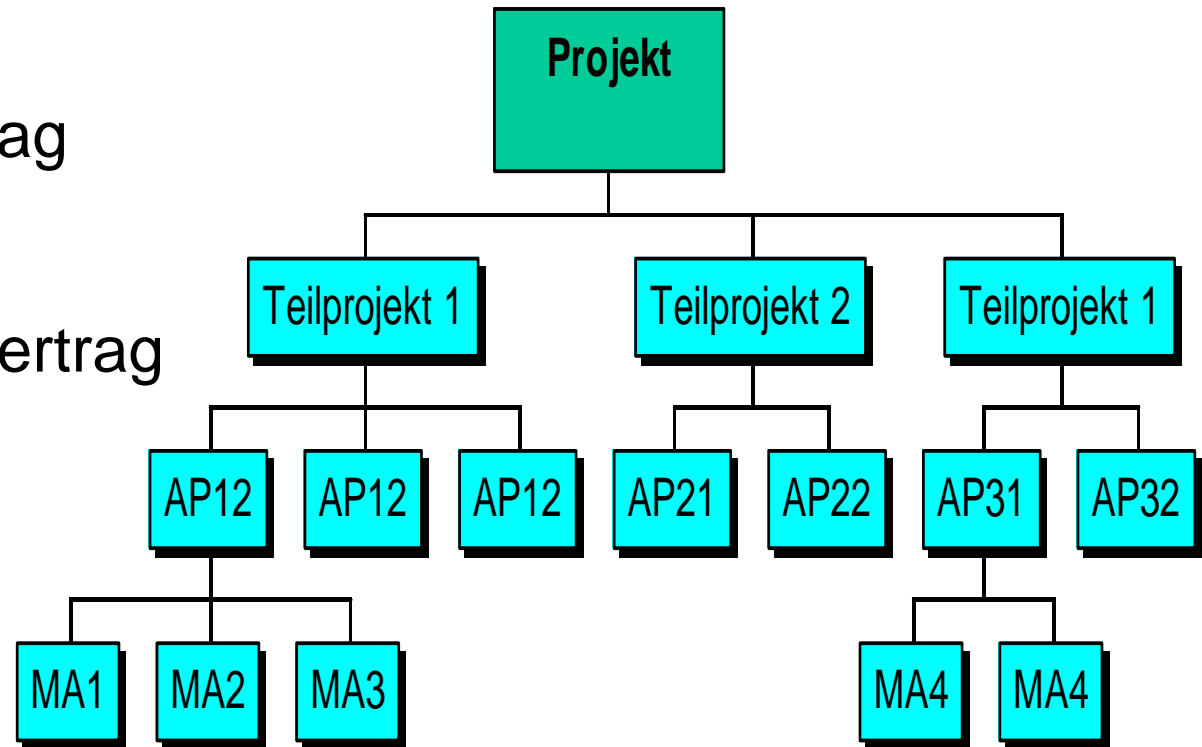 Projekt
ag
Teilprojekt 1
Teilprojekt 2
Teilprojekt 1
ertrag
AP12
AP12
AP12
AP21
AP22
AP31
AP32
MA1
MA2
MA3
MA4
MA4